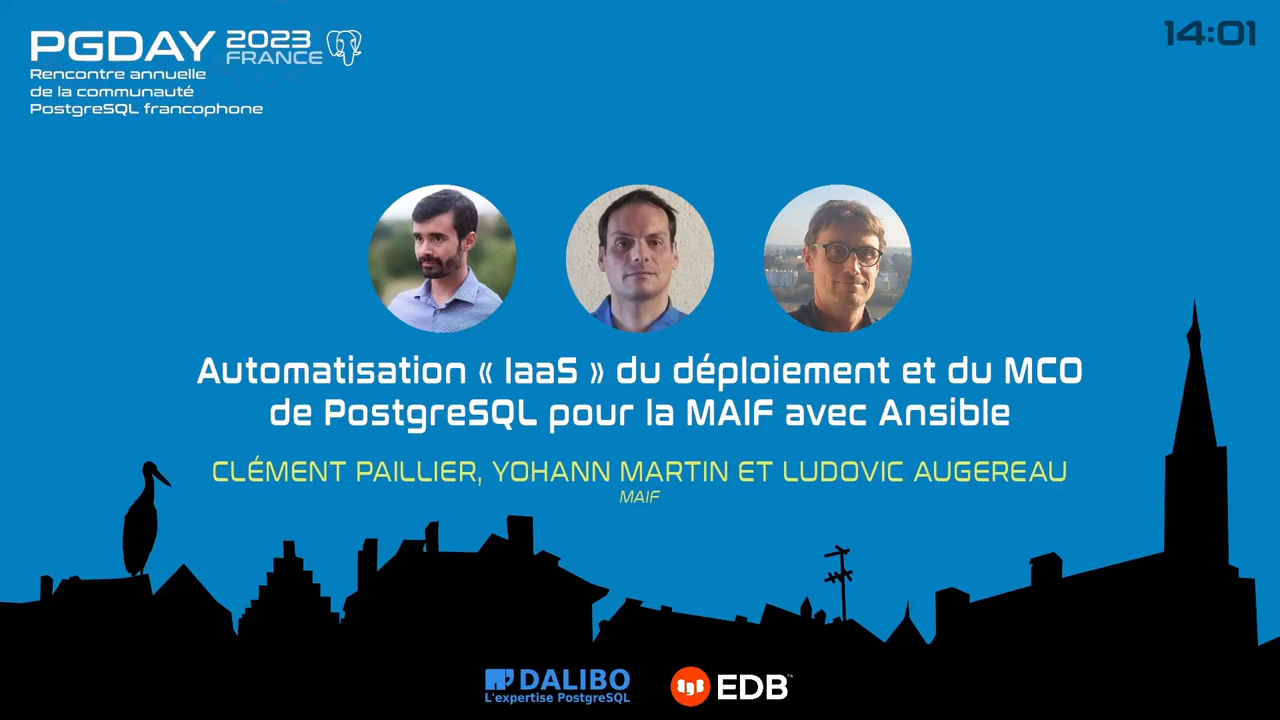 PGDAY 2023
FRANCE
Rencontre annuelle
de la communauté
PostgreSQL francophone
14:01
Automatisation « IaaS » du déploiement et du MCO
de PostgreSQL pour la MAIF avec Ansible
CLÉMENT PAILLIER, YOHANN MARTIN ET LUDOVIC AUGEREAU
MAIF
DALIBO
L'expertise PostgreSQL
EDB™